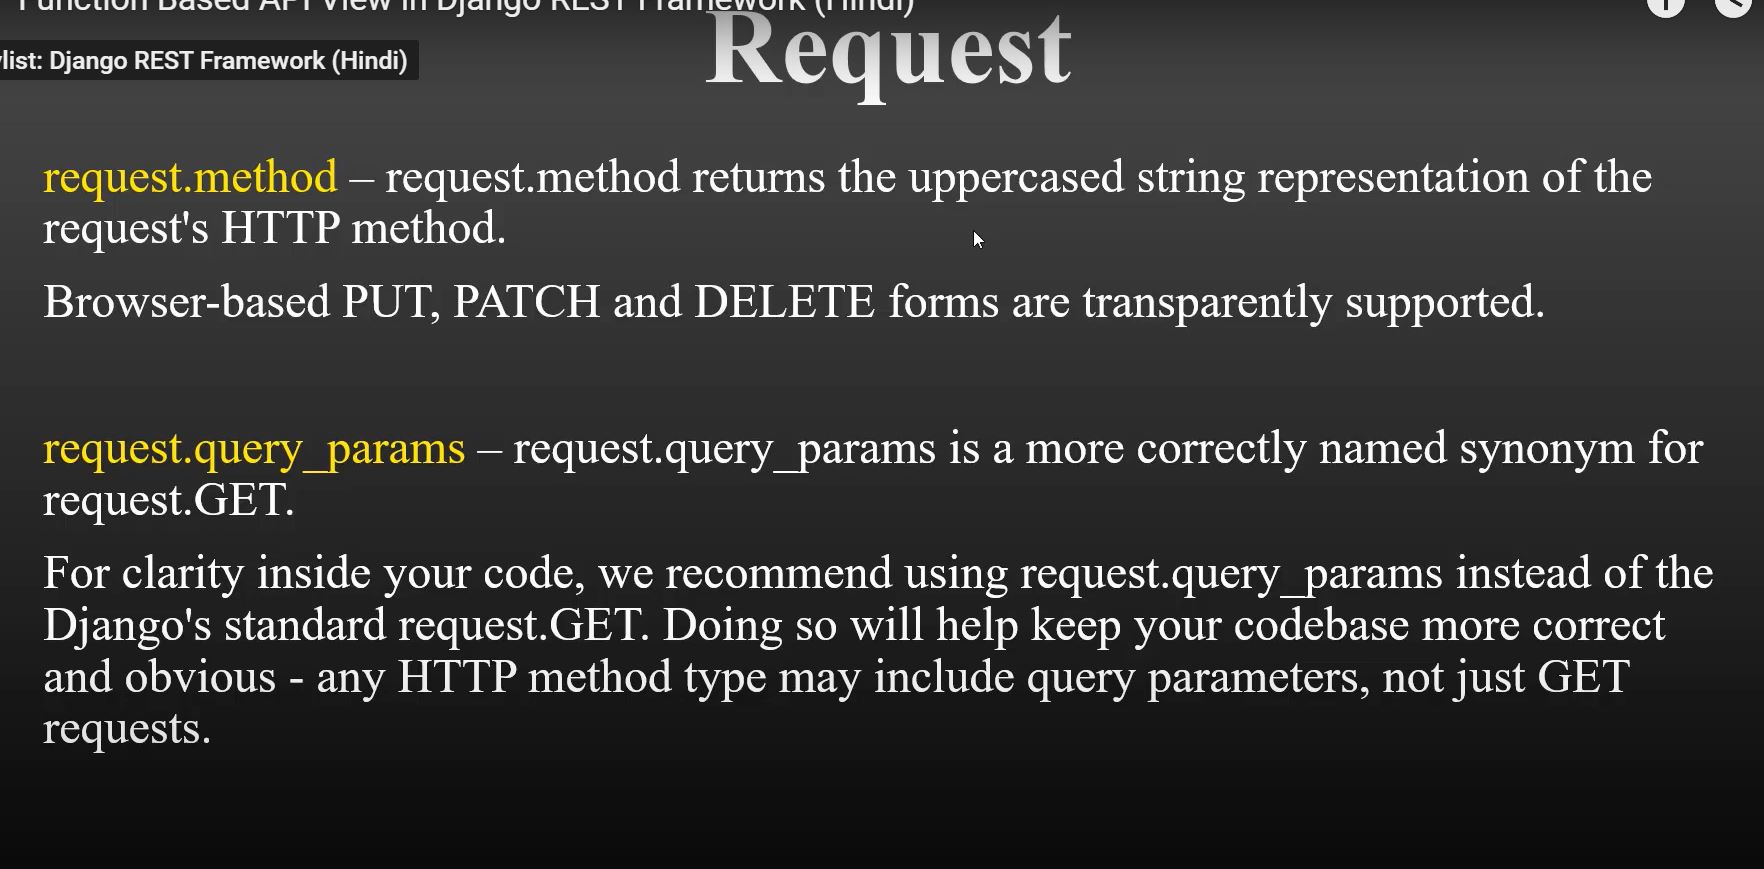 Function Based API View in Django REST Framework (Hindi)
list: Django REST Framework (Hindi)
Request
request.method – request.method returns the uppercased string representation of the
request's HTTP method.
Browser-based PUT, PATCH and DELETE forms are transparently supported.
request.query_params – request.query_params is a more correctly named synonym for
request.GET.
For clarity inside your code, we recommend using request.query_params instead of the
Django's standard request.GET. Doing so will help keep your codebase more correct
and obvious - any HTTP method type may include query parameters, not just GET
requests.